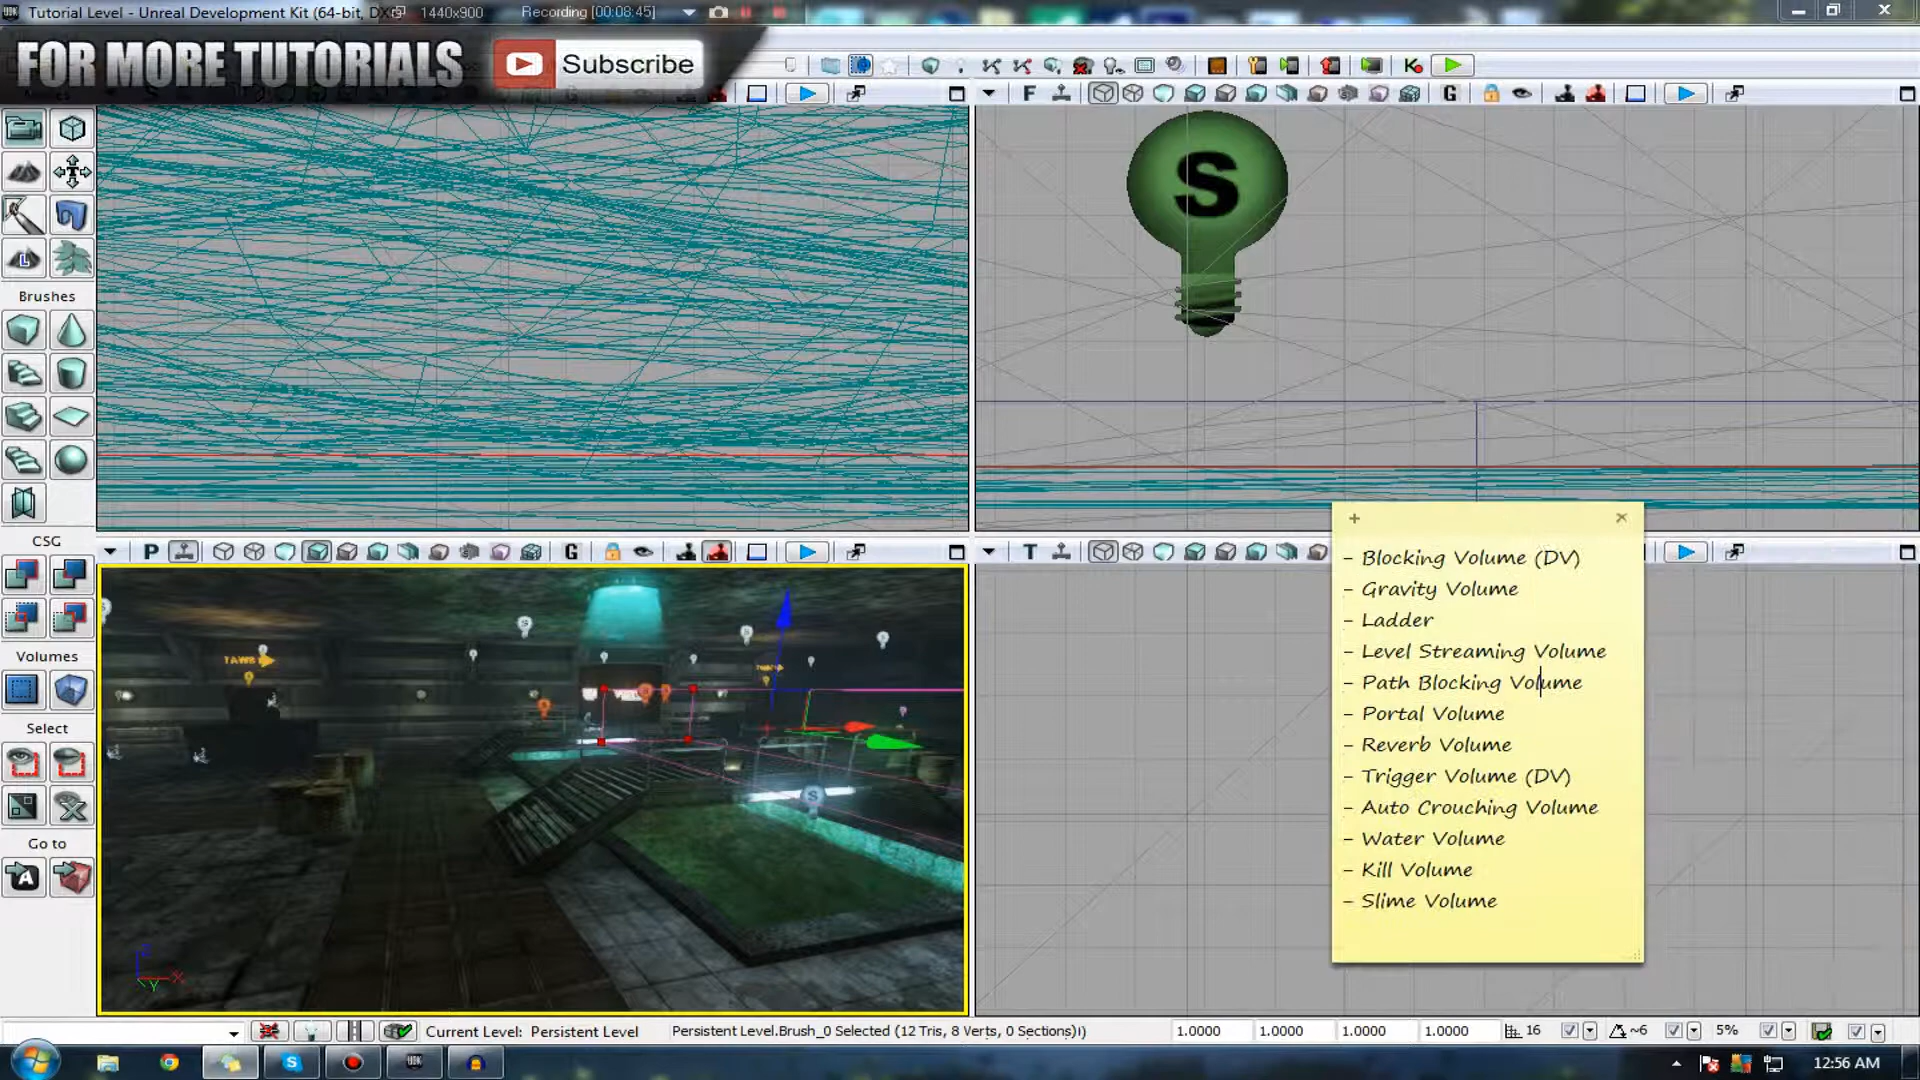 Tutorial Level - Unreal Development Kit (64-bit, DX
1440x900
Recording [00:08:45]
FOR MORE TUTORIALS
Subscribe
F
G
S
Brushes
CSG
Volumes
Select
Go to
P
G
T
- Blocking Volume (DV)
- Gravity Volume
- Ladder
- Level Streaming Volume
- Path Blocking Volume
- Portal Volume
- Reverb Volume
- Trigger Volume (DV)
- Auto Crouching Volume
- Water Volume
- Kill Volume
- Slime Volume
Z
X
Y
Current Level: Persistent Level
Persistent Level.Brush_0 Selected (12 Tris, 8 Verts, 0 Sections)
1.0000
1.0000
1.0000
1.0000
16
~6
5%
12:56 AM